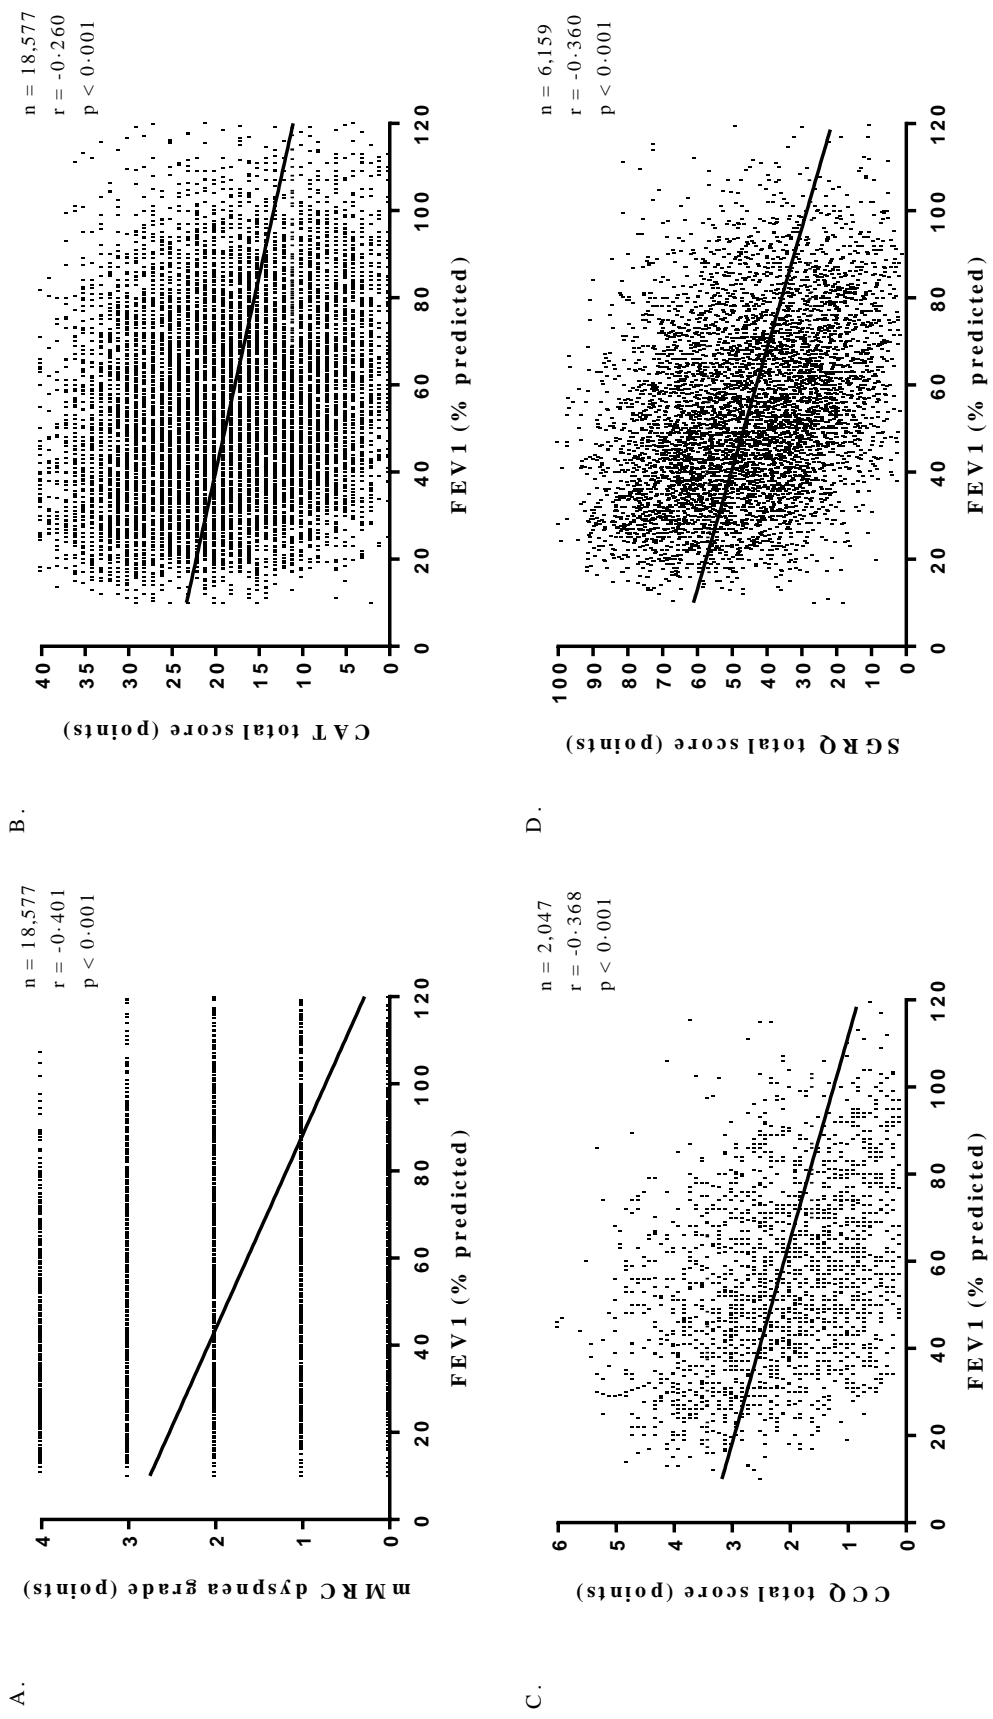 A.
n = 18,577
r = -0·401
p < 0·001
mMRC dyspnea grade (points)
4
3
2
1
0
0 20 40 60 80 100 120
FEV1 (% predicted)
B.
n = 18,577
r = -0·260
p < 0·001
CAT total score (points)
40
35
30
25
20
15
10
5
0
0 20 40 60 80 100 120
FEV1 (% predicted)
C.
n = 2,047
r = -0·368
p < 0·001
CCQ total score (points)
6
5
4
3
2
1
0
0 20 40 60 80 100 120
FEV1 (% predicted)
D.
n = 6,159
r = -0·360
p < 0·001
SGRQ total score (points)
100
90
80
70
60
50
40
30
20
10
0
0 20 40 60 80 100 120
FEV1 (% predicted)